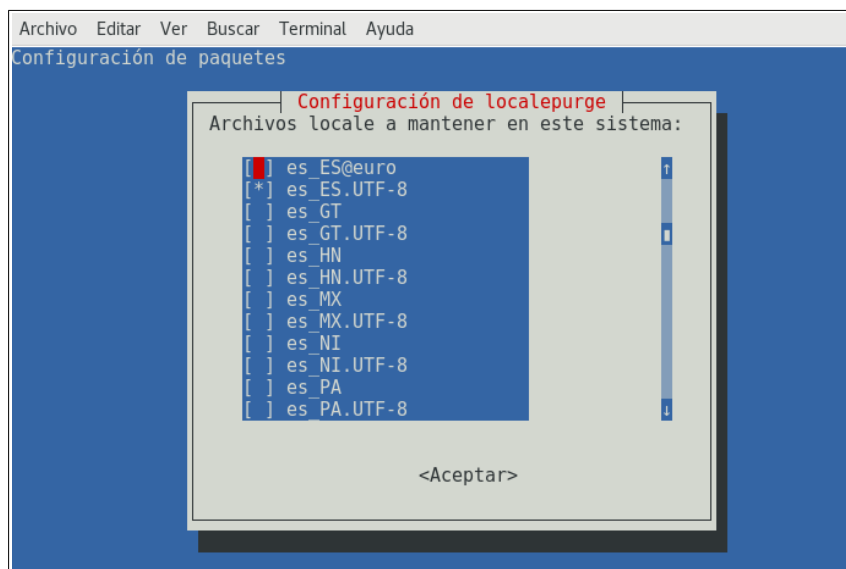 Archivo Editar Ver Buscar Terminal Ayuda
Configuración de paquetes
Configuración de localepurge
Archivos locale a mantener en este sistema:
[ ] es_ES@euro
[*] es_ES.UTF-8
[ ] es_GT
[ ] es_GT.UTF-8
[ ] es_HN
[ ] es_HN.UTF-8
[ ] es_MX
[ ] es_MX.UTF-8
[ ] es_NI
[ ] es_NI.UTF-8
[ ] es_PA
[ ] es_PA.UTF-8
<Aceptar>